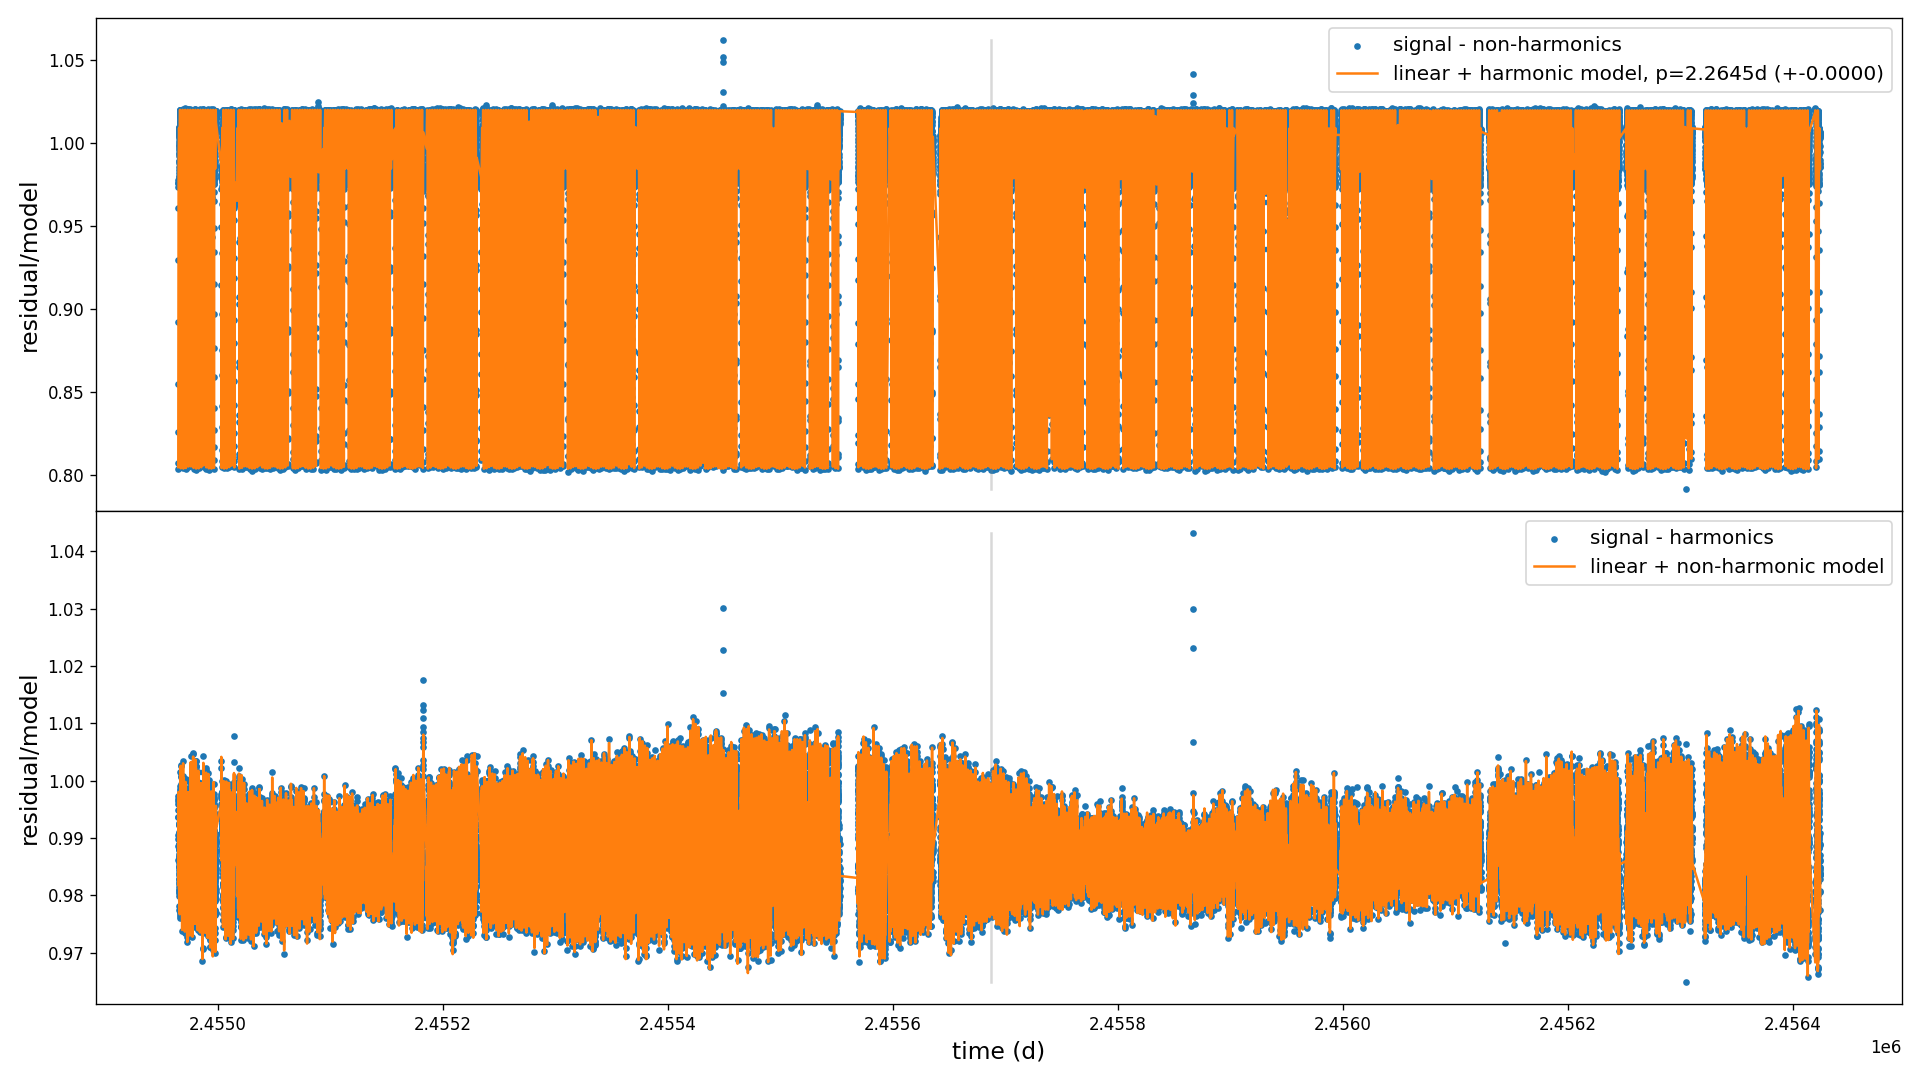 signal - non-harmonics
linear + harmonic model, p=2.2645d (+-0.0000)
residual/model
1.05
1.00
0.95
0.90
0.85
0.80
signal - harmonics
linear + non-harmonic model
residual/model
1.04
1.03
1.02
1.01
1.00
0.99
0.98
0.97
2.4550 2.4552 2.4554 2.4556 2.4558 2.4560 2.4562 2.4564
1e6
time (d)